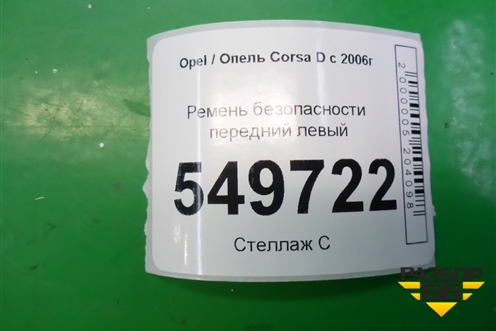 Opel / Опель Corsa D с 2006г
Ремень безопасности
передний левый
549722
Стеллаж С
2000005204098